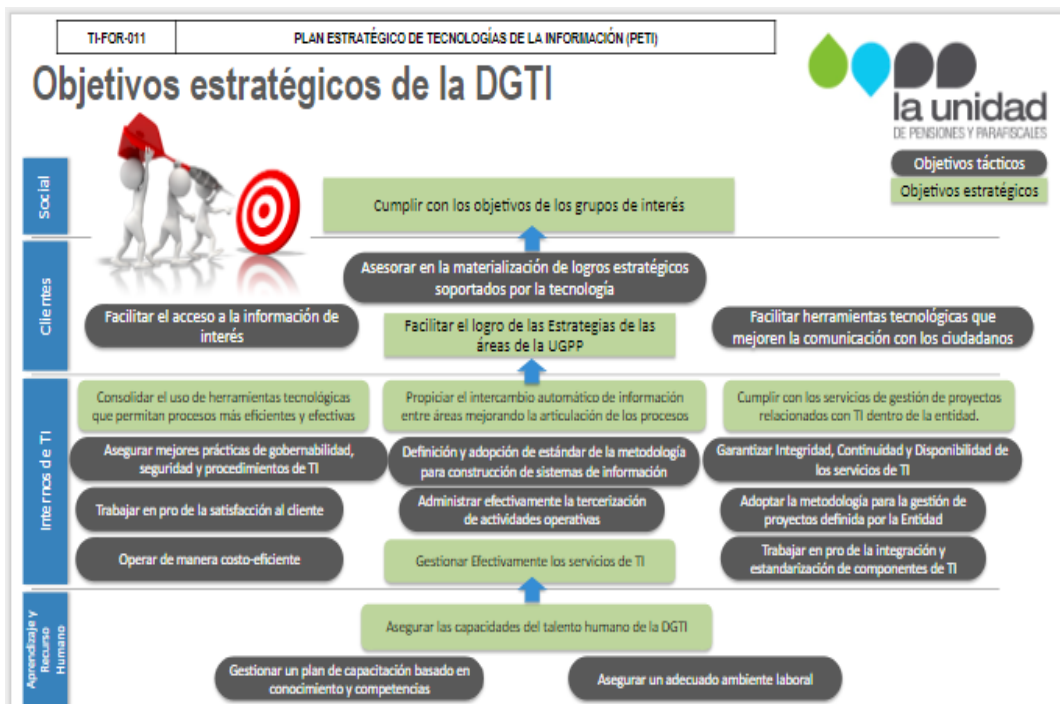 TI-FOR-011
PLAN ESTRATÉGICO DE TECNOLOGÍAS DE LA INFORMACIÓN (PETI)
Objetivos estratégicos de la DGTI
la unidad
DE PENSIONES Y PARAFISCALES
Objetivos tácticos
Objetivos estratégicos
Social
Cumplir con los objetivos de los grupos de interés
Clientes
Asesorar en la materialización de logros estratégicos
soportados por la tecnología
Facilitar el acceso a la información de
interés
Facilitar el logro de las Estrategias de las
áreas de la UGPP
Facilitar herramientas tecnológicas que
mejoren la comunicación con los ciudadanos
Internos de TI
Consolidar el uso de herramientas tecnológicas
que permitan procesos más eficientes y efectivas
Propiciar el intercambio automático de información
entre áreas mejorando la articulación de los procesos
Cumplir con los servicios de gestión de proyectos
relacionados con TI dentro de la entidad.
Asegurar mejores prácticas de gobernabilidad,
seguridad y procedimientos de TI
Definición y adopción de estándar de la metodología
para construcción de sistemas de información
Garantizar Integridad, Continuidad y Disponibilidad de
los servicios de TI
Trabajar en pro de la satisfacción al cliente
Administrar efectivamente la tercerización
de actividades operativas
Adoptar la metodología para la gestión de
proyectos definida por la Entidad
Operar de manera costo-eficiente
Gestionar Efectivamente los servicios de TI
Trabajar en pro de la integración y
estandarización de componentes de TI
Aprendizaje y
Recurso
Humano
Asegurar las capacidades del talento humano de la DGTI
Gestionar un plan de capacitación basado en
conocimiento y competencias
Asegurar un adecuado ambiente laboral